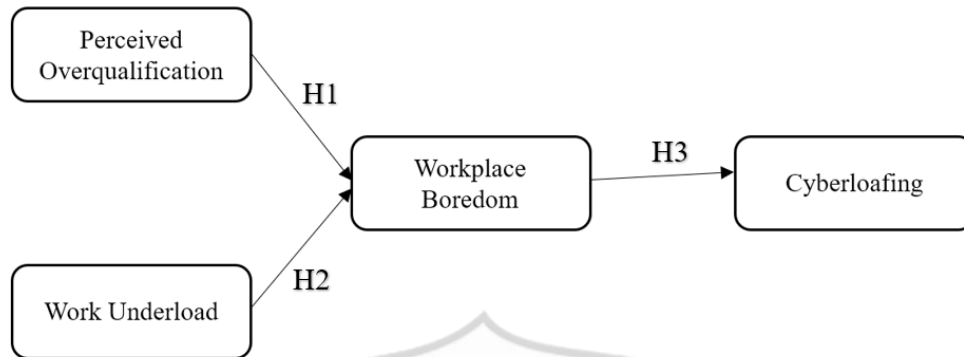 Perceived
Overqualification
H1
Workplace
Boredom
H3
Cyberloafing
H2
Work Underload